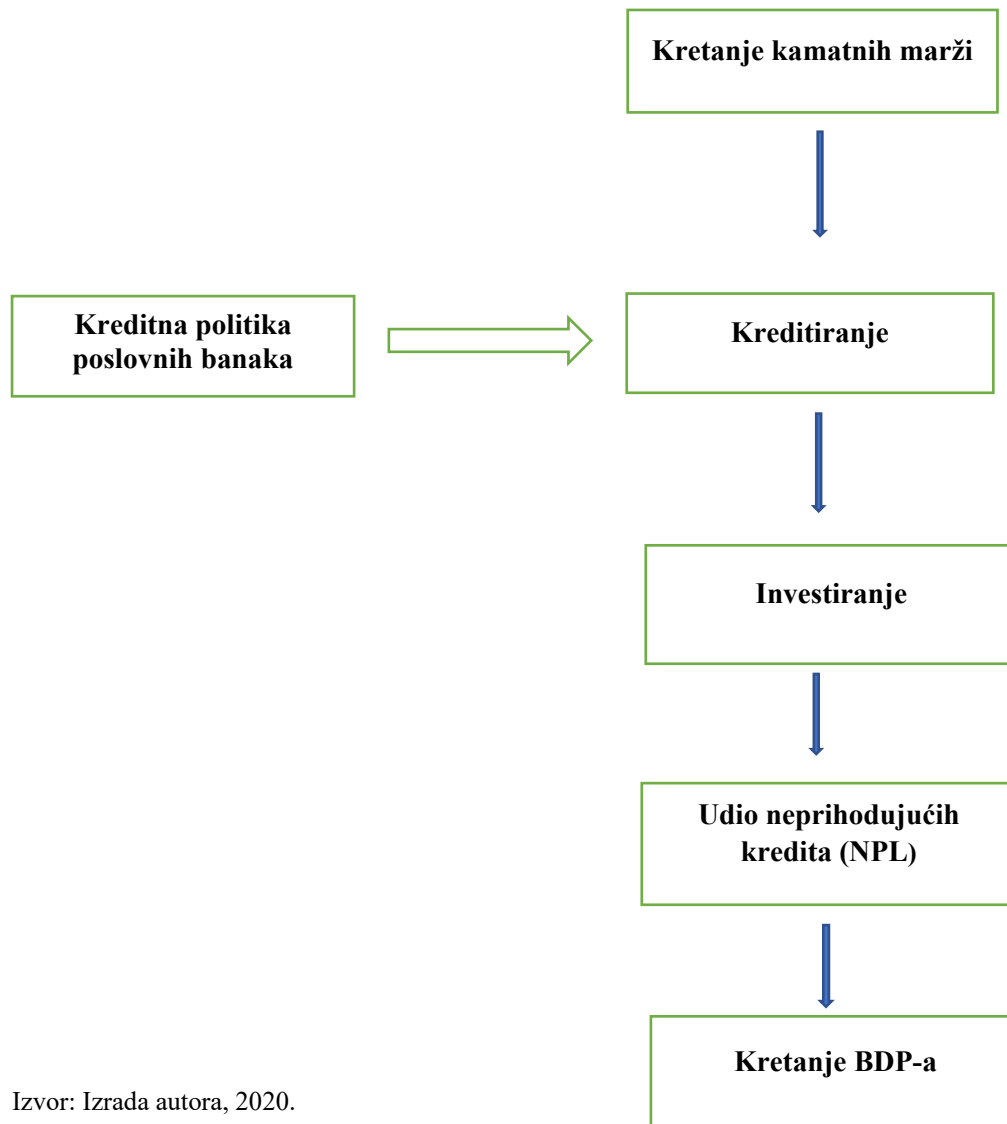 Kretanje kamatnih marži
Kreditna politika
poslovnih banaka
Kreditiranje
Investiranje
Udio neprihodujućih
kredita (NPL)
Kretanje BDP-a
Izvor: Izrada autora, 2020.